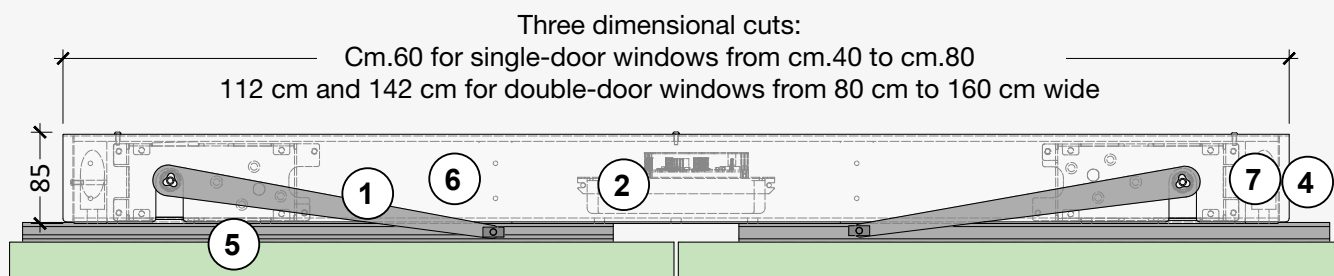 Three dimensional cuts:
Cm.60 for single-door windows from cm.40 to cm.80
112 cm and 142 cm for double-door windows from 80 cm to 160 cm wide
85
1
6
2
7
4
5